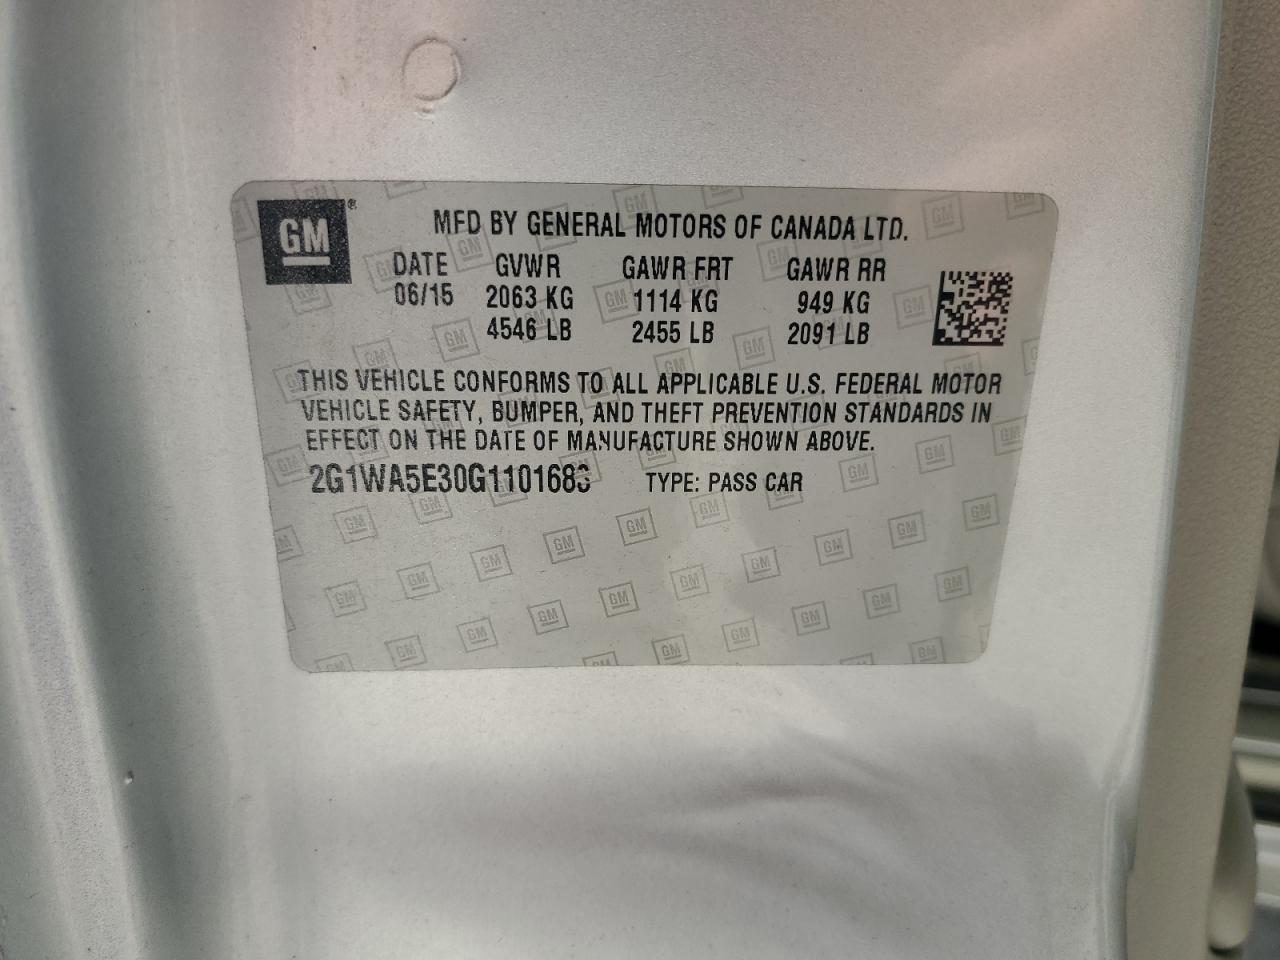 GM®
MFD BY GENERAL MOTORS OF CANADA LTD.
DATE GVWR GAWR FRT GAWR RR
06/15 2063 KG 1114 KG 949 KG
4546 LB 2455 LB 2091 LB
THIS VEHICLE CONFORMS TO ALL APPLICABLE U.S. FEDERAL MOTOR
VEHICLE SAFETY, BUMPER, AND THEFT PREVENTION STANDARDS IN
EFFECT ON THE DATE OF MANUFACTURE SHOWN ABOVE.
2G1WA5E30G1101683 TYPE: PASS CAR